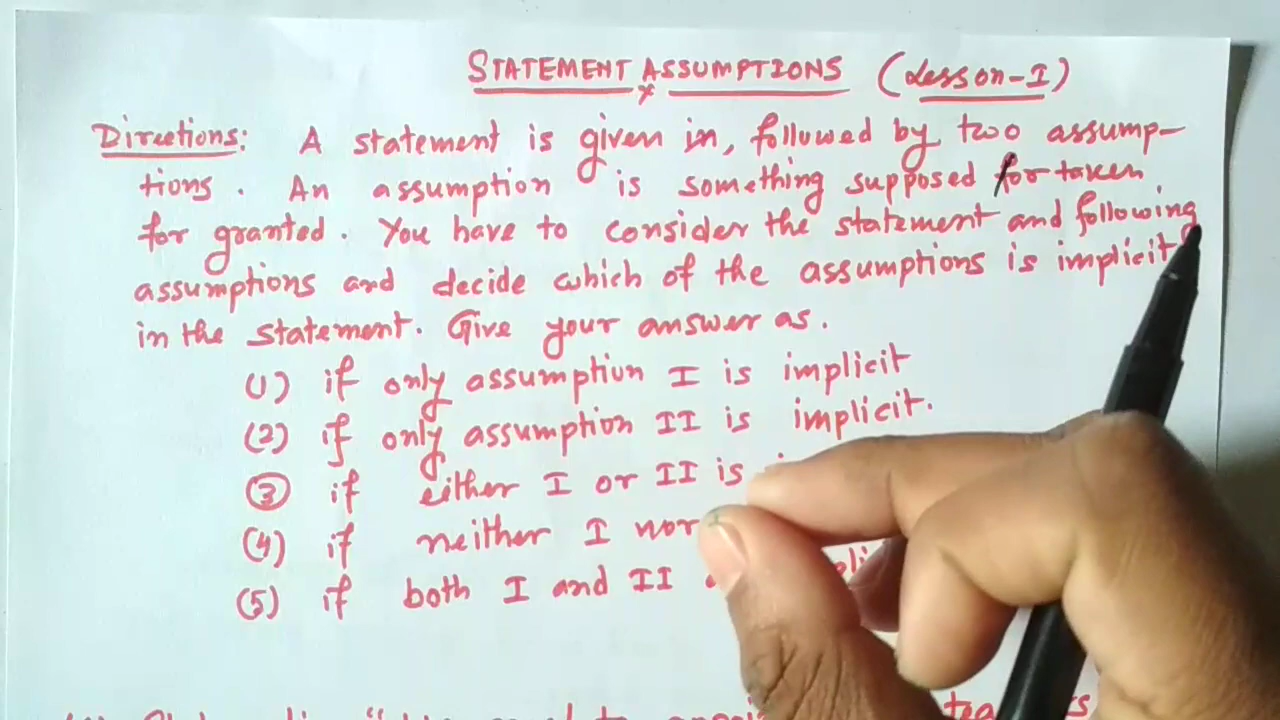 STATEMENT ASSUMPTIONS (Lesson-I)
Directions: A statement is given in, followed by two assump-
tions. An assumption is something supposed for taken
for granted. You have to consider the statement and following
assumptions and decide which of the assumptions is implicit
in the statement. Give your answer as.
(1) if only assumption I is implicit
(2) if only assumption II is implicit.
(3) if either I or II is
(4) if neither I nor
(5) if both I and II